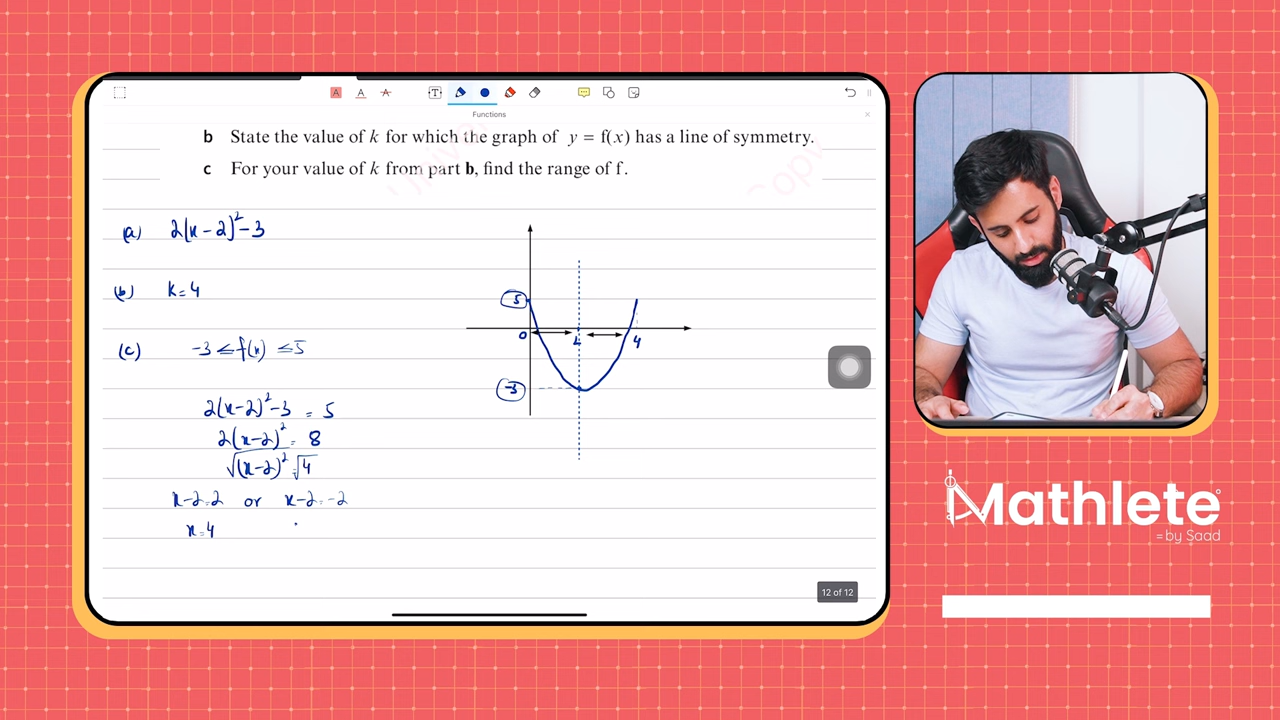 Functions
b State the value of k for which the graph of y = f(x) has a line of symmetry.
c For your value of k from part b, find the range of f.
Copy
(a) 2(x-2)²-3
(b) k=4
(c) -3 ≤ f(x) ≤ 5
2(x-2)²-3 = 5
2(x-2)² = 8
√(x-2)² = √4
x-2=2 or x-2=-2
x=4
5
0
2
4
-3
12 of 12
Mathlete
= by Saad